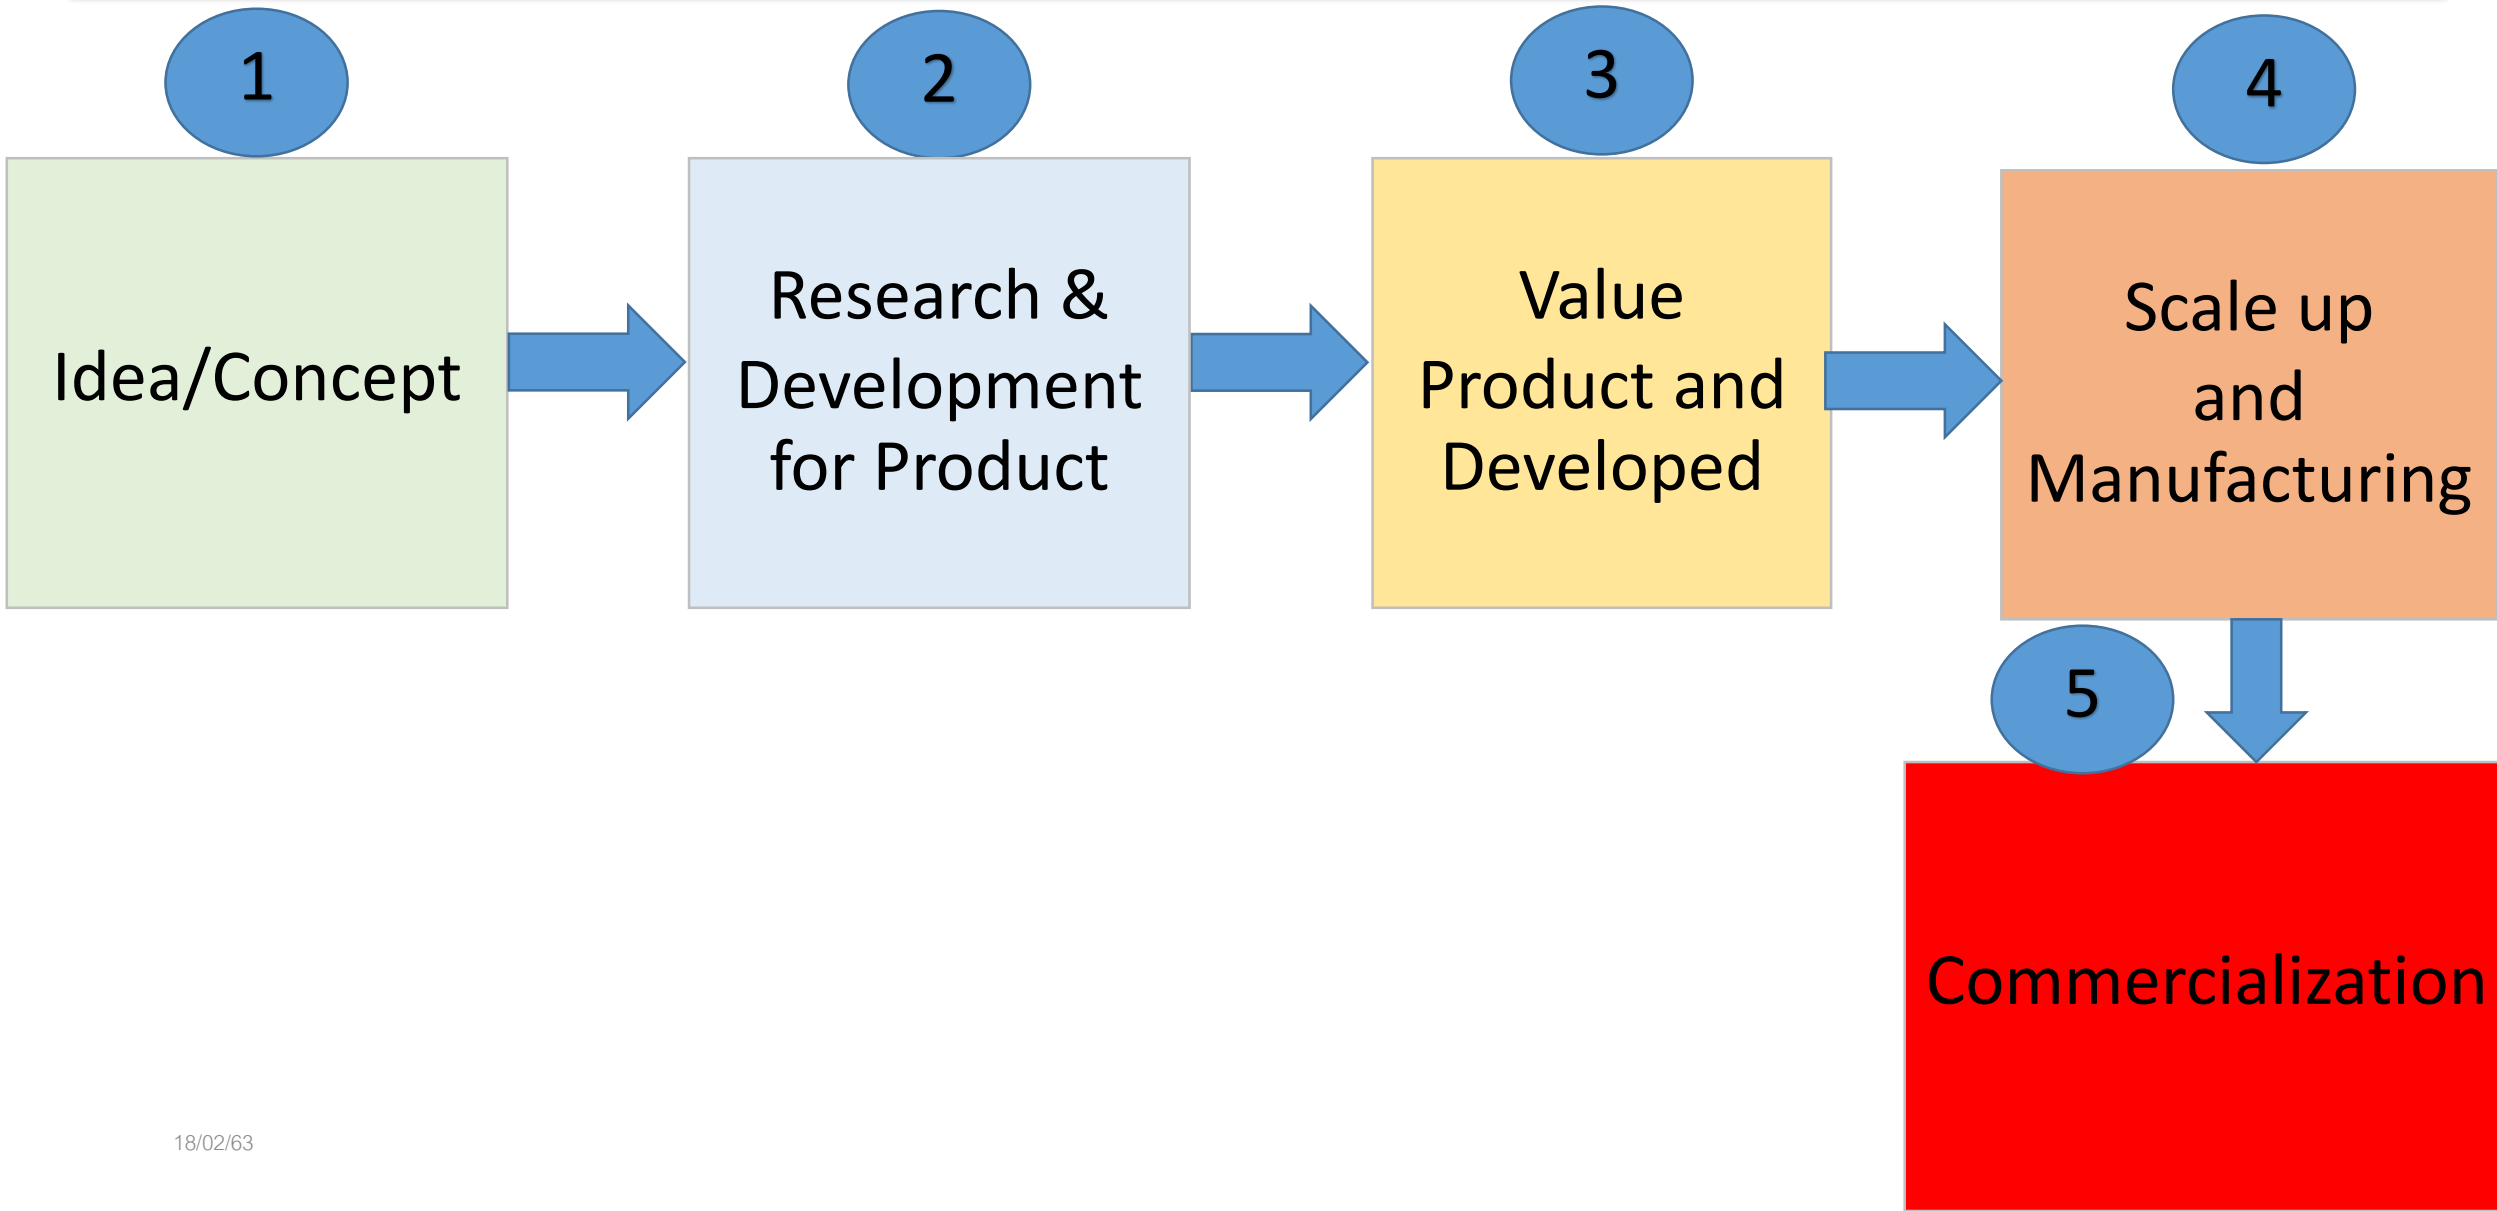 1
Idea/Concept
2
Research &
Development
for Product
3
Value
Product and
Developed
4
Scale up
and
Manufacturing
5
Commercialization
18/02/63